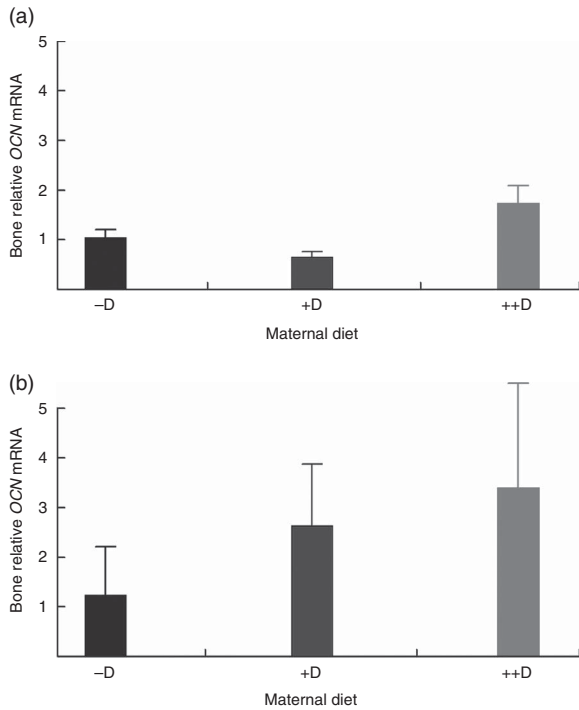 (a)
5
4
3
2
1
Bone relative OCN mRNA
–D
+D
++D
Maternal diet
(b)
5
4
3
2
1
Bone relative OCN mRNA
–D
+D
++D
Maternal diet